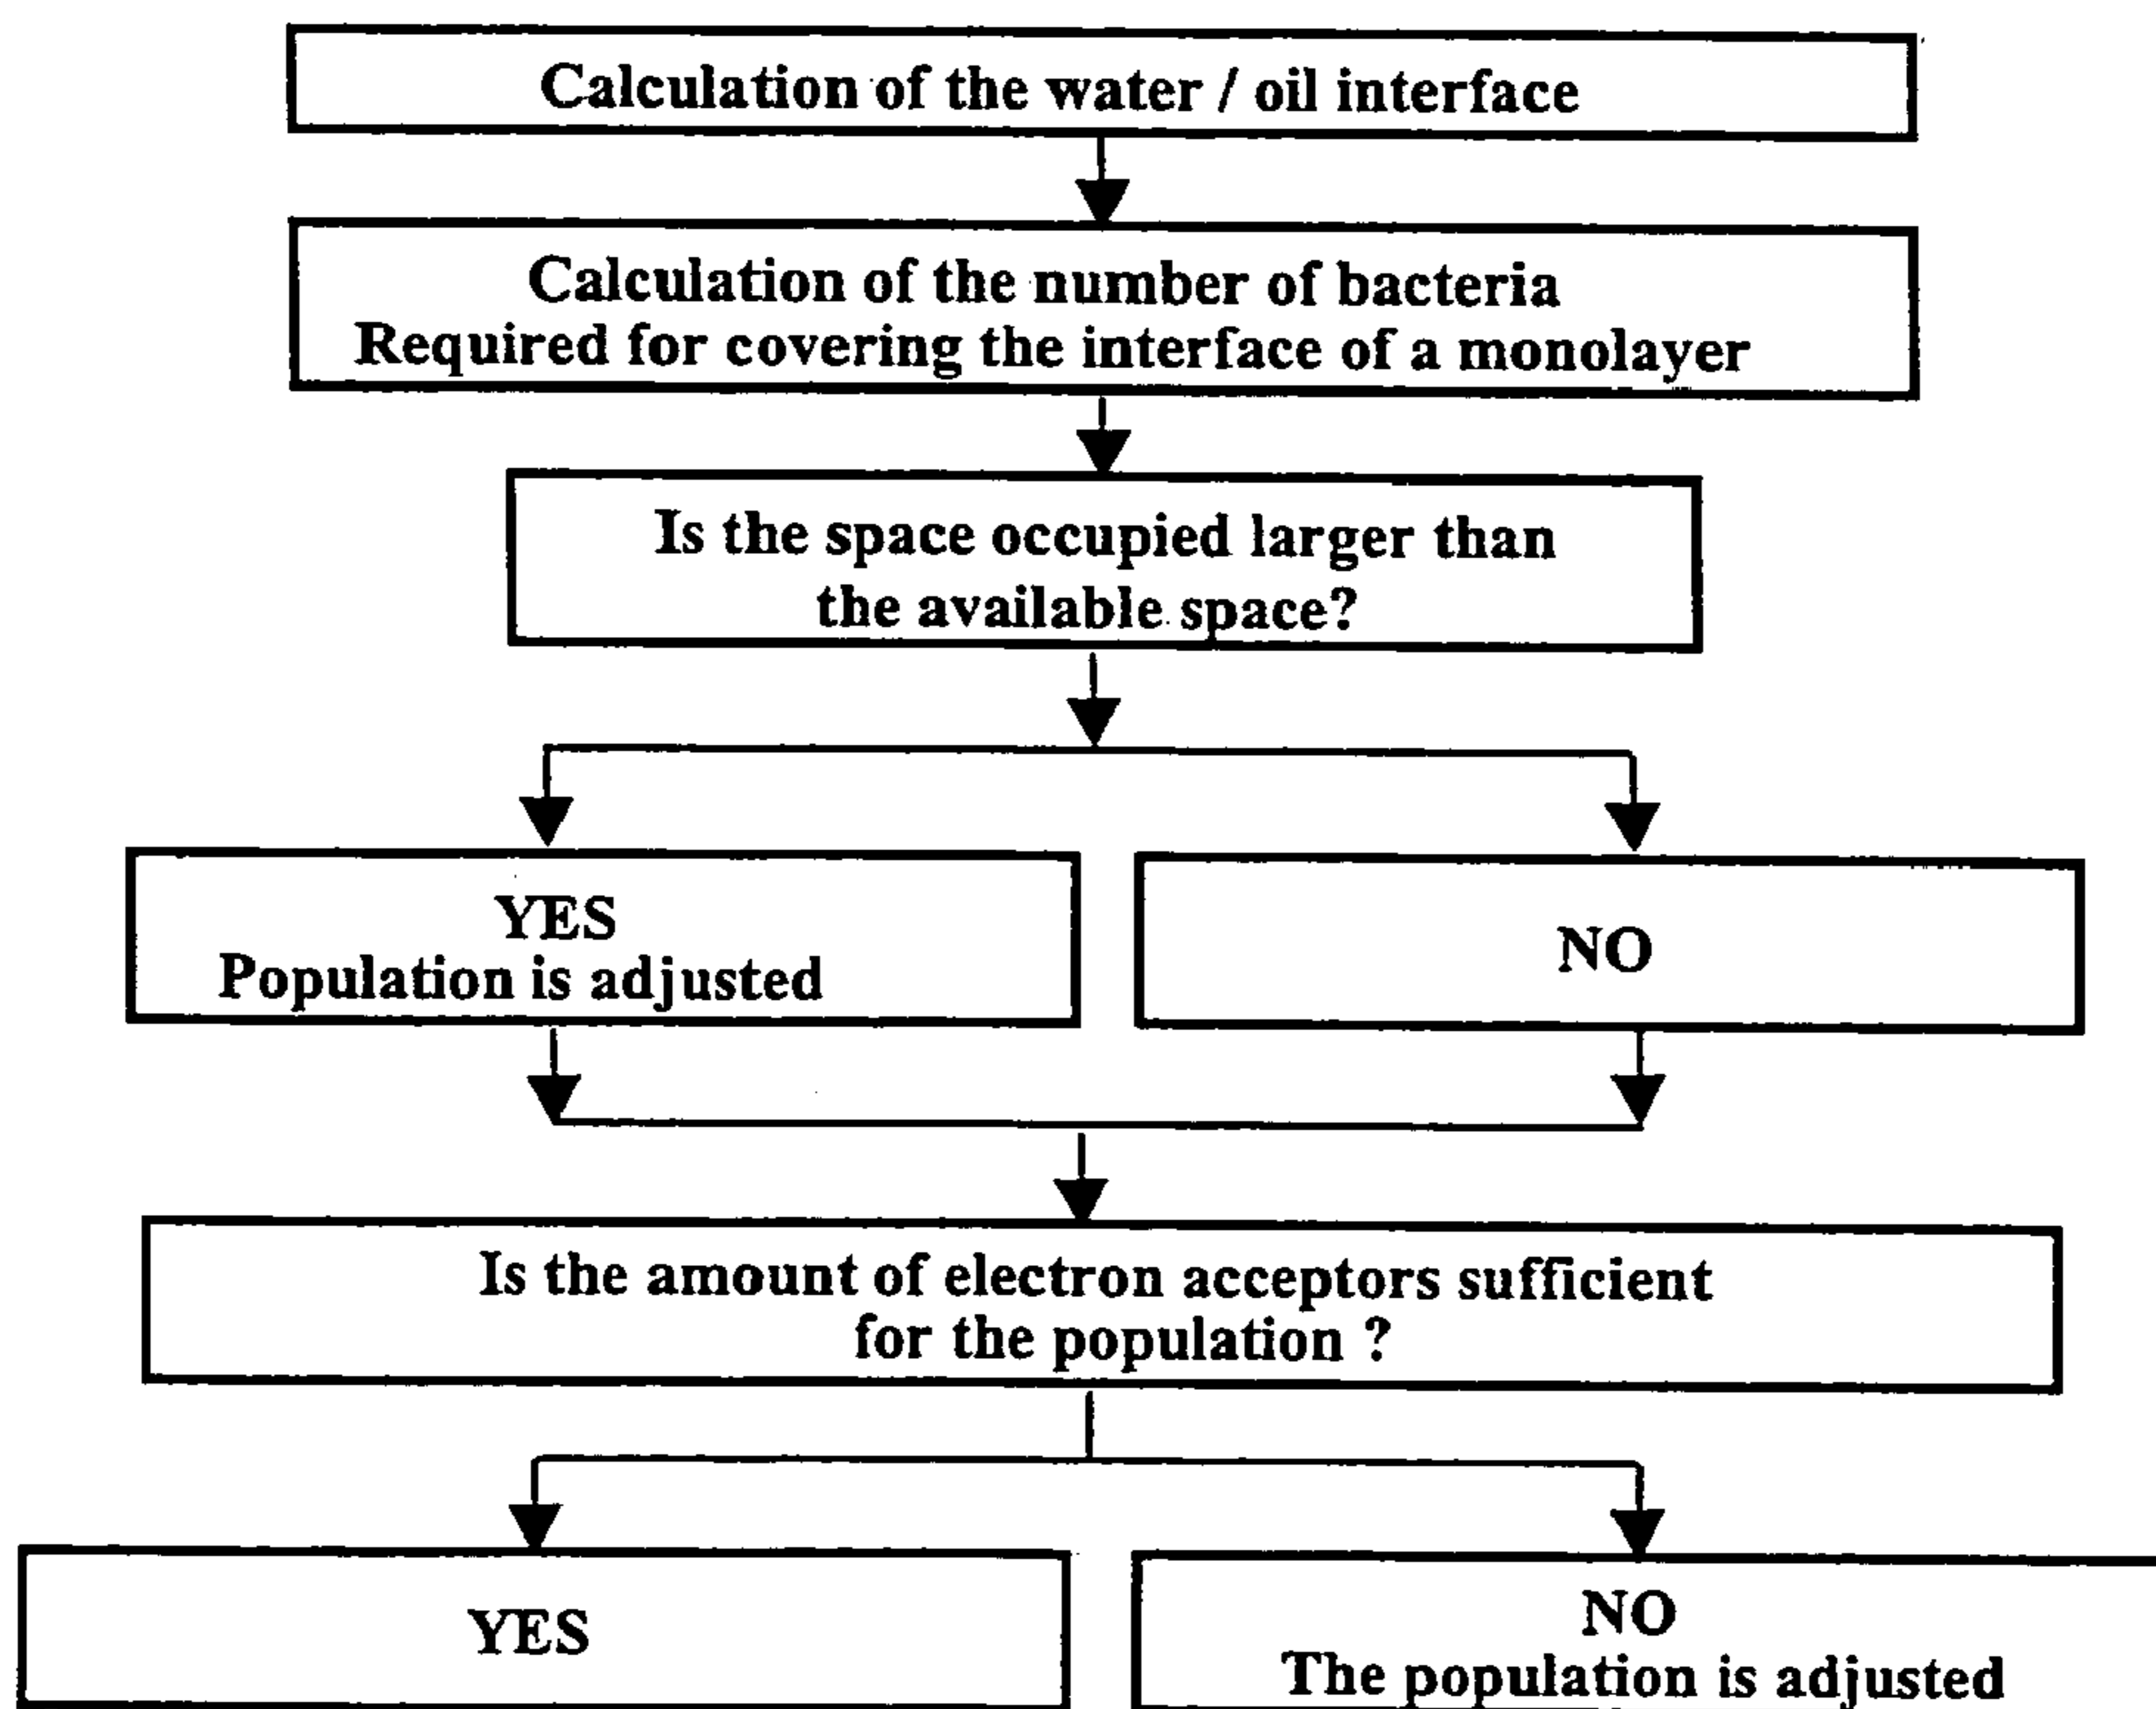 Calculation of the water / oil interface
Calculation of the number of bacteria
Required for covering the interface of a monolayer
Is the space occupied larger than
the available space?
YES
Population is adjusted
NO
Is the amount of electron acceptors sufficient
for the population ?
YES
NO
The population is adjusted